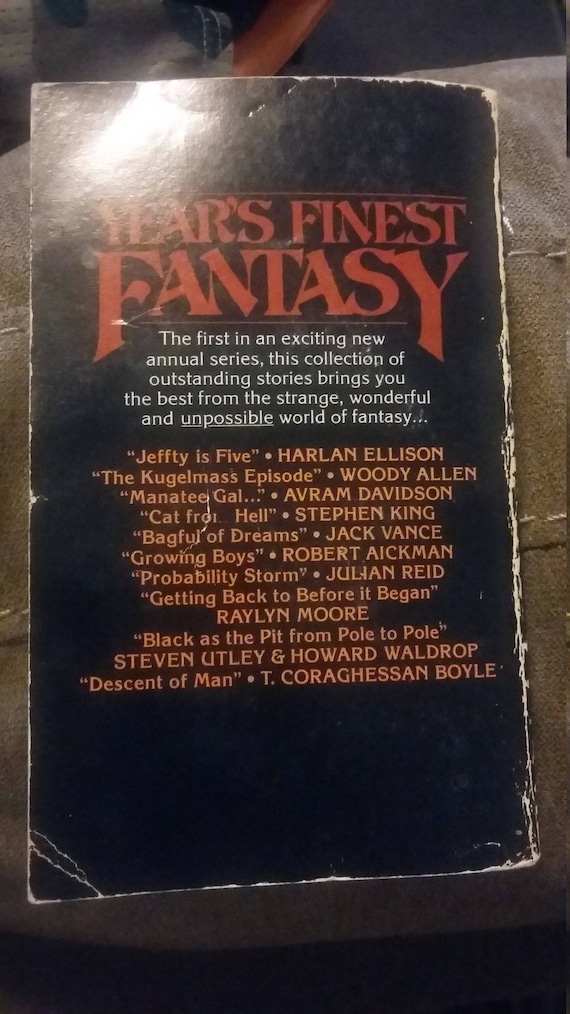 YEAR'S FINEST
FANTASY
The first in an exciting new
annual series, this collection of
outstanding stories brings you
the best from the strange, wonderful
and unpossible world of fantasy...
"Jeffty is Five" • HARLAN ELLISON
"The Kugelmass Episode" • WOODY ALLEN
"Manatee Gal..." • AVRAM DAVIDSON
"Cat from Hell" • STEPHEN KING
"Bagful of Dreams" • JACK VANCE
"Growing Boys" • ROBERT AICKMAN
"Probability Storm" • JULIAN REID
"Getting Back to Before it Began"
RAYLYN MOORE
"Black as the Pit from Pole to Pole"
STEVEN UTLEY & HOWARD WALDROP
"Descent of Man" • T. CORAGHESSAN BOYLE